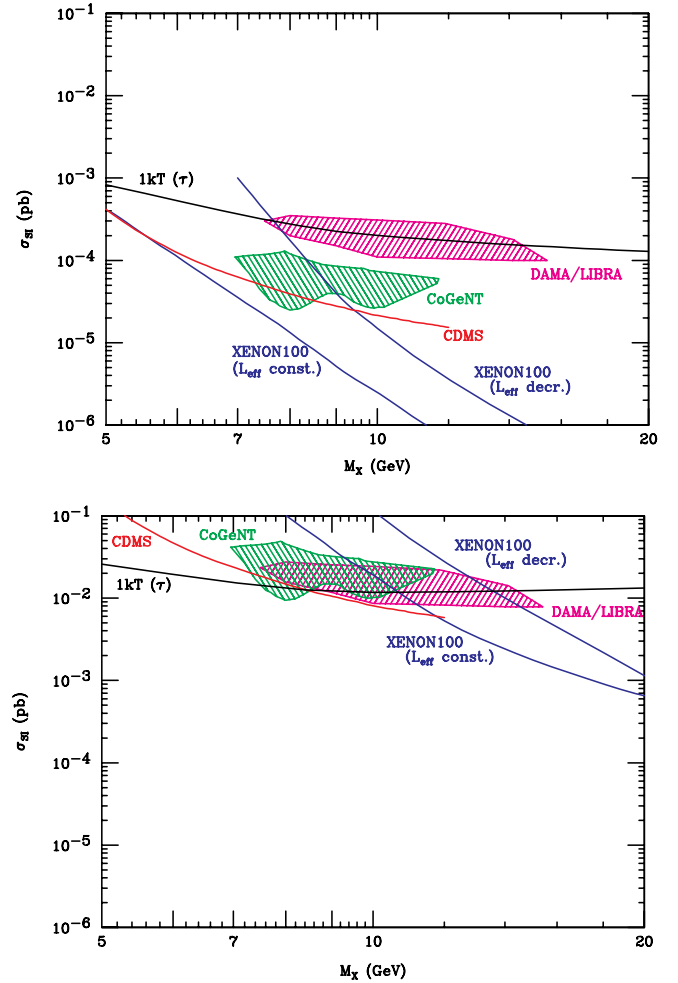 10⁻¹
10⁻²
10⁻³
10⁻⁴
10⁻⁵
10⁻⁶
σ_SI (pb)
1kT (τ)
DAMA/LIBRA
CoGeNT
CDMS
XENON100
(L_eff const.)
XENON100
(L_eff decr.)
5
7
10
20
M_X (GeV)
10⁻¹
10⁻²
10⁻³
10⁻⁴
10⁻⁵
10⁻⁶
σ_SI (pb)
CoGeNT
CDMS
XENON100
(L_eff decr.)
1kT (τ)
DAMA/LIBRA
XENON100
(L_eff const.)
5
7
10
20
M_X (GeV)